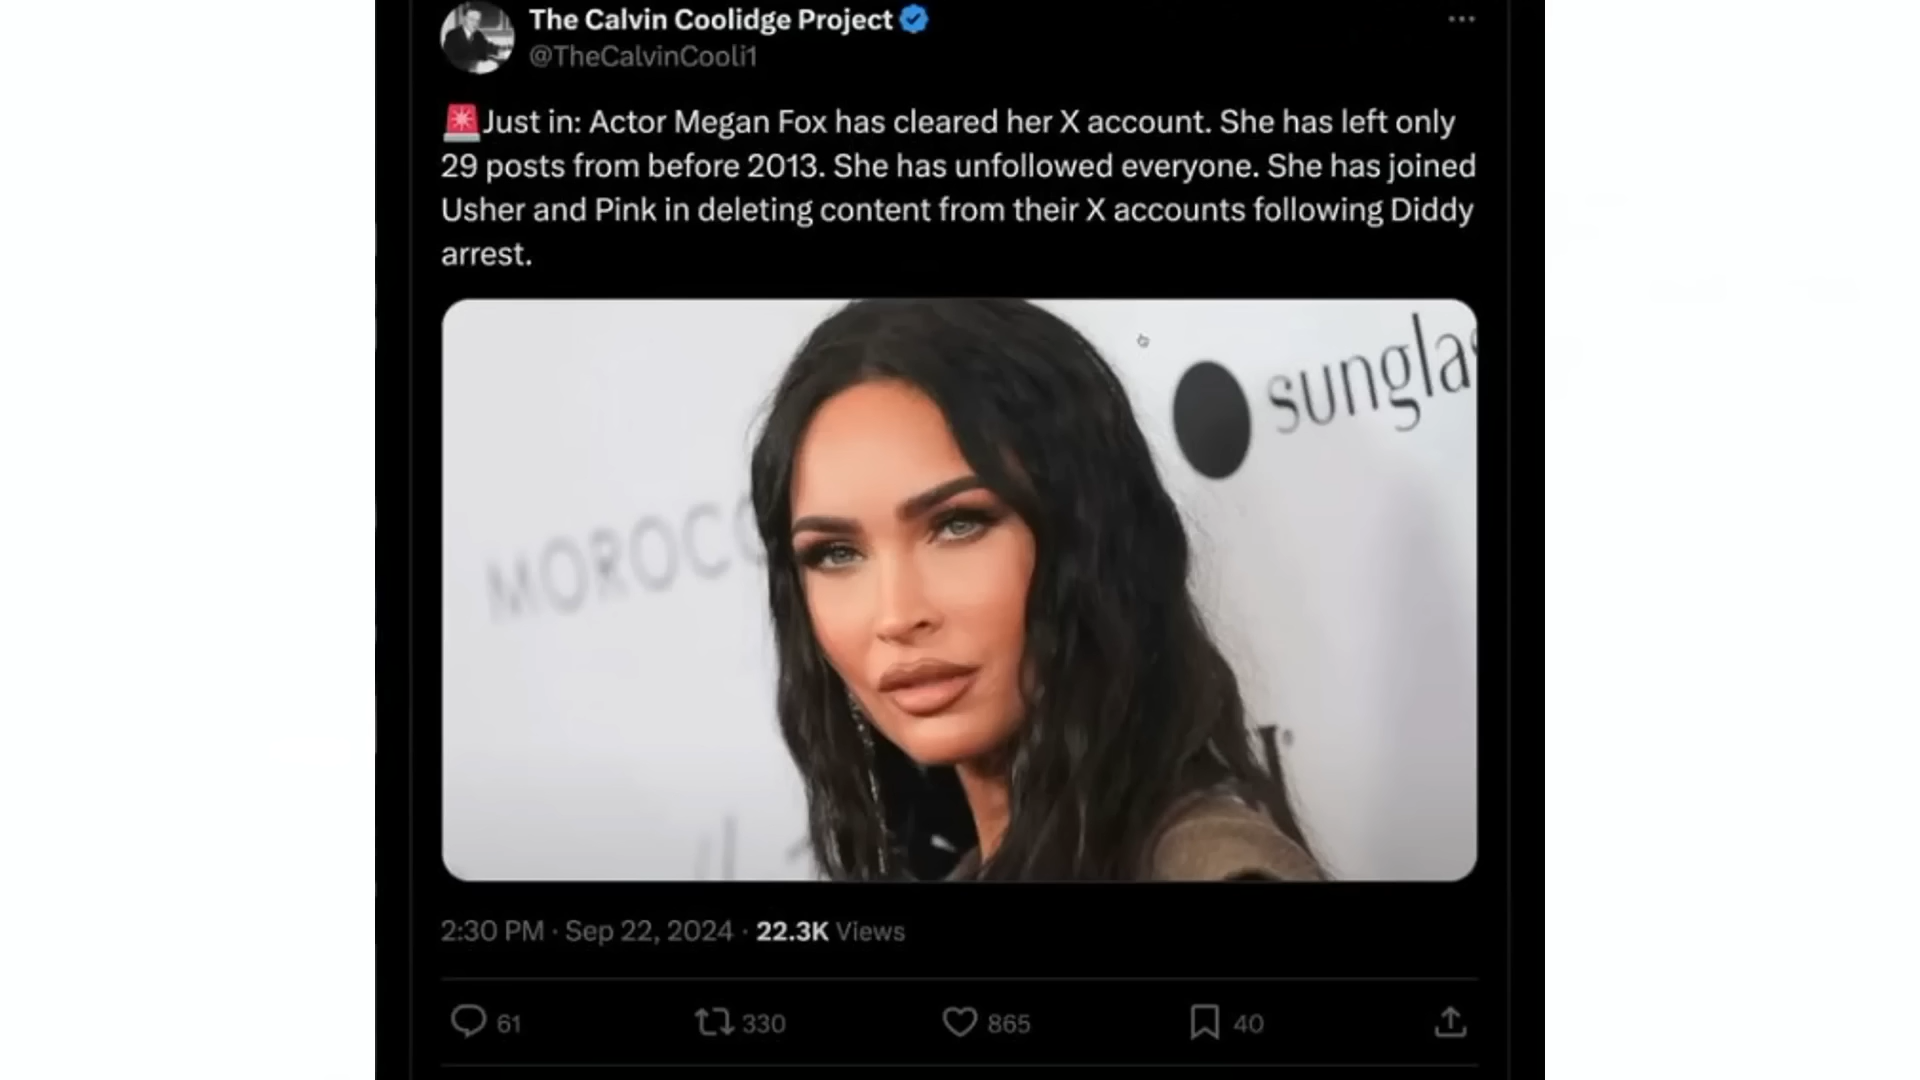 The Calvin Coolidge Project
@TheCalvinCooli1
🚨Just in: Actor Megan Fox has cleared her X account. She has left only
29 posts from before 2013. She has unfollowed everyone. She has joined
Usher and Pink in deleting content from their X accounts following Diddy
arrest.
sungla
MOROCC
2:30 PM · Sep 22, 2024 · 22.3K Views
61 330 865 40